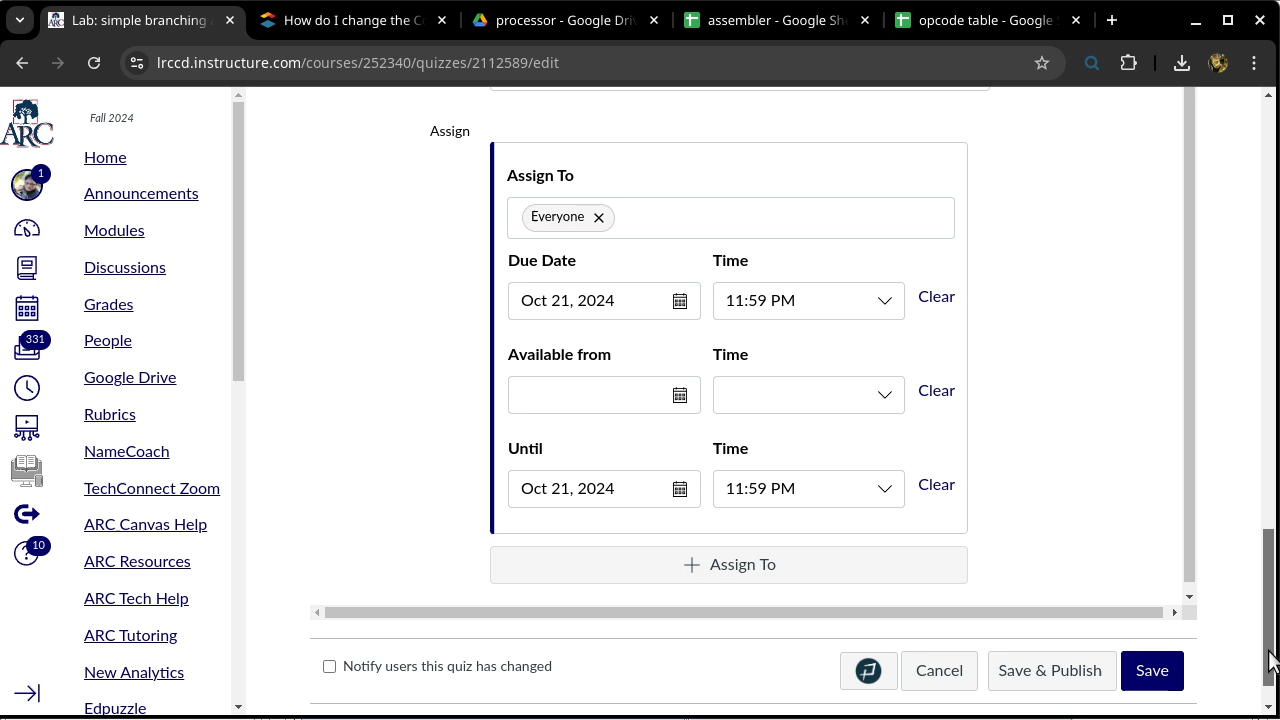 Lab: simple branching
How do I change the C
processor - Google Dri
assembler - Google She
opcode table - Google
lrccd.instructure.com/courses/252340/quizzes/2112589/edit
ARC
1
331
10
Fall 2024
Home
Announcements
Modules
Discussions
Grades
People
Google Drive
Rubrics
NameCoach
TechConnect Zoom
ARC Canvas Help
ARC Resources
ARC Tech Help
ARC Tutoring
New Analytics
Edpuzzle
Assign
Assign To
Everyone
Due Date Time
Oct 21, 2024 11:59 PM Clear
Available from Time
Clear
Until Time
Oct 21, 2024 11:59 PM Clear
Assign To
Notify users this quiz has changed
Cancel Save & Publish Save